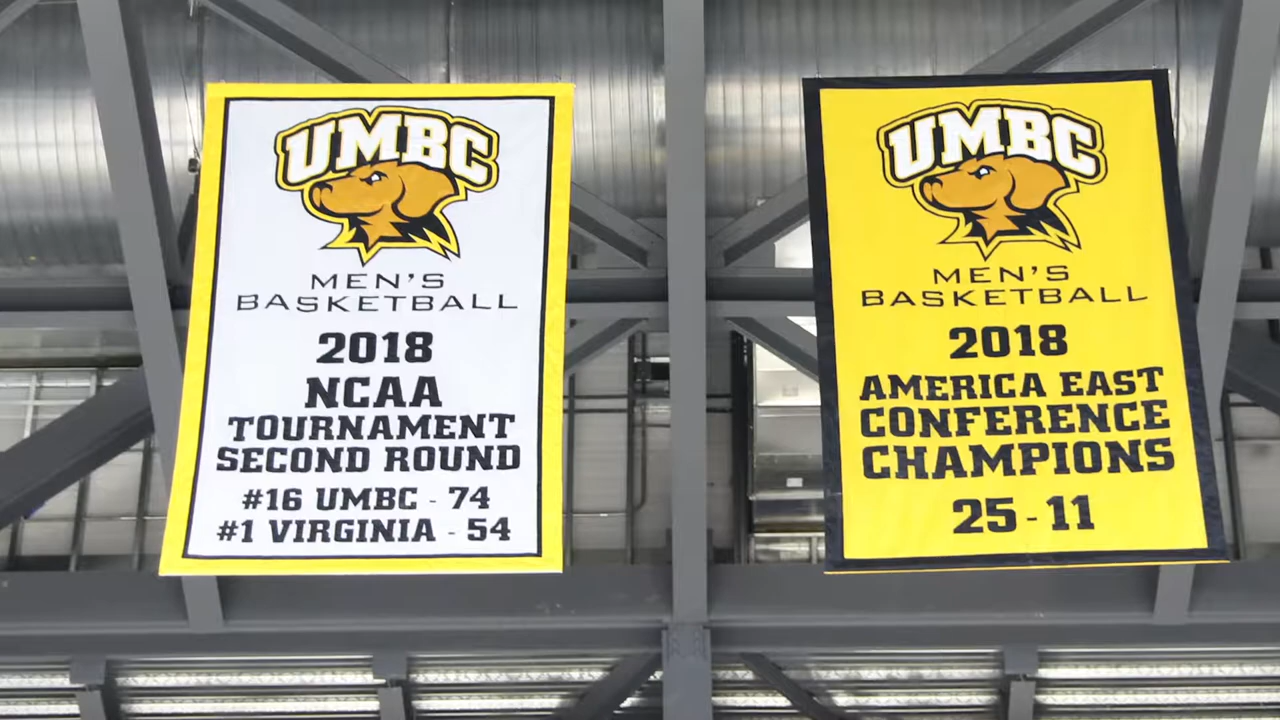 UMBC
MEN'S
BASKETBALL
2018
NCAA
TOURNAMENT
SECOND ROUND
#16 UMBC - 74
#1 VIRGINIA - 54
UMBC
MEN'S
BASKETBALL
2018
AMERICA EAST
CONFERENCE
CHAMPIONS
25-11